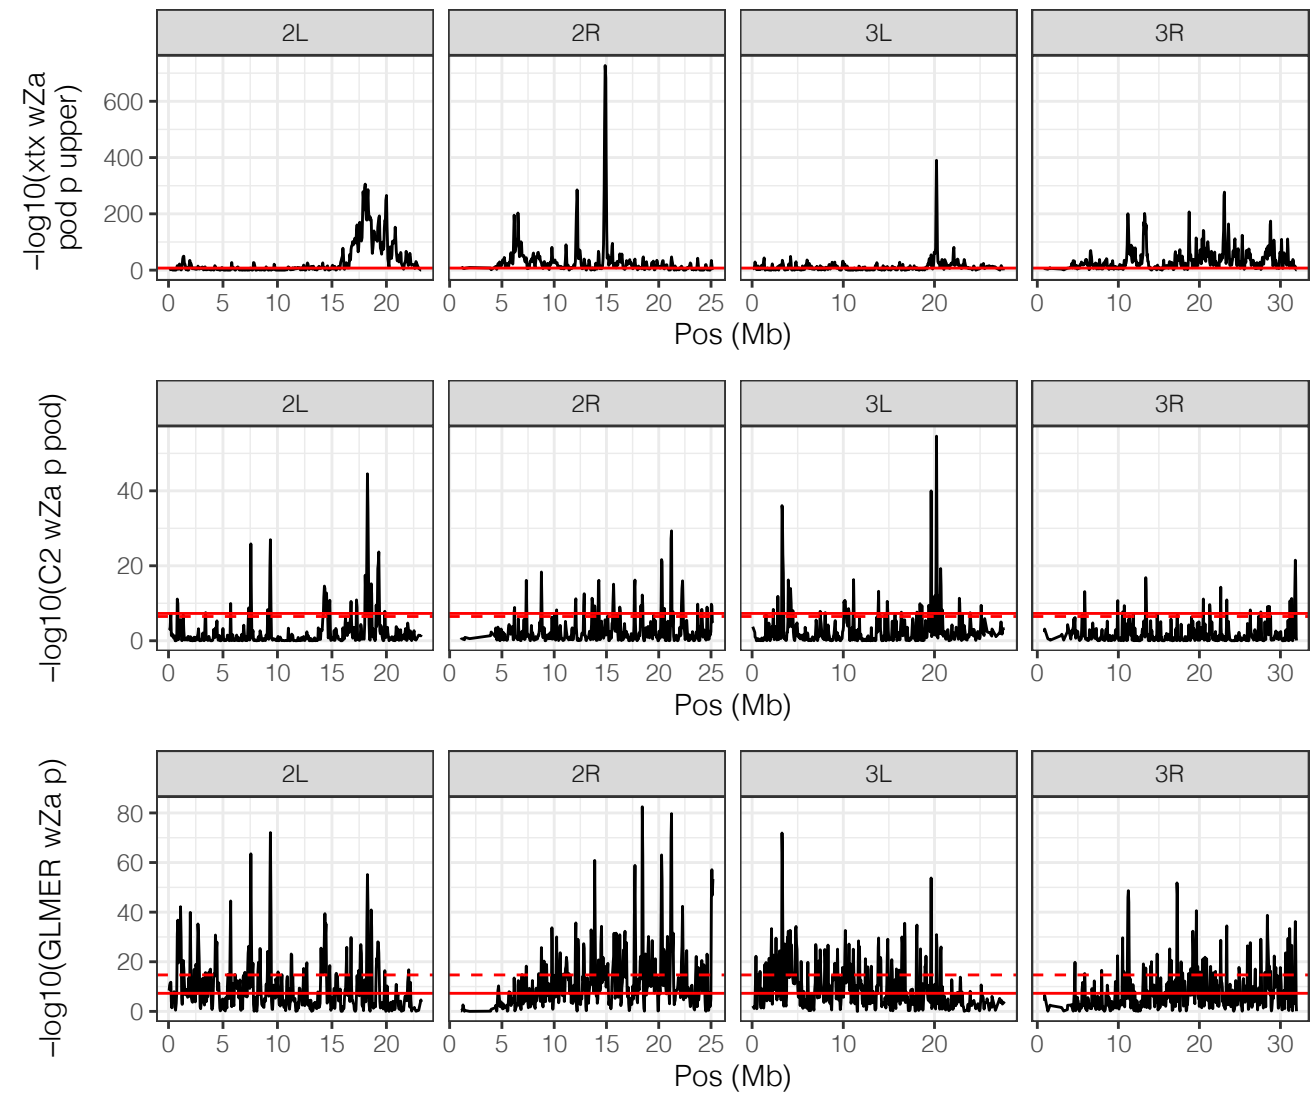 2L 2R 3L 3R
−log10(xtx wZa
pod p upper)
600
400
200
0
0 5 10 15 20 0 5 10 15 20 25 0 10 20 0 10 20 30
Pos (Mb)
2L 2R 3L 3R
−log10(C2 wZa p pod)
40
20
0
0 5 10 15 20 0 5 10 15 20 25 0 10 20 0 10 20 30
Pos (Mb)
2L 2R 3L 3R
−log10(GLMER wZa p)
80
60
40
20
0
0 5 10 15 20 0 5 10 15 20 25 0 10 20 0 10 20 30
Pos (Mb)